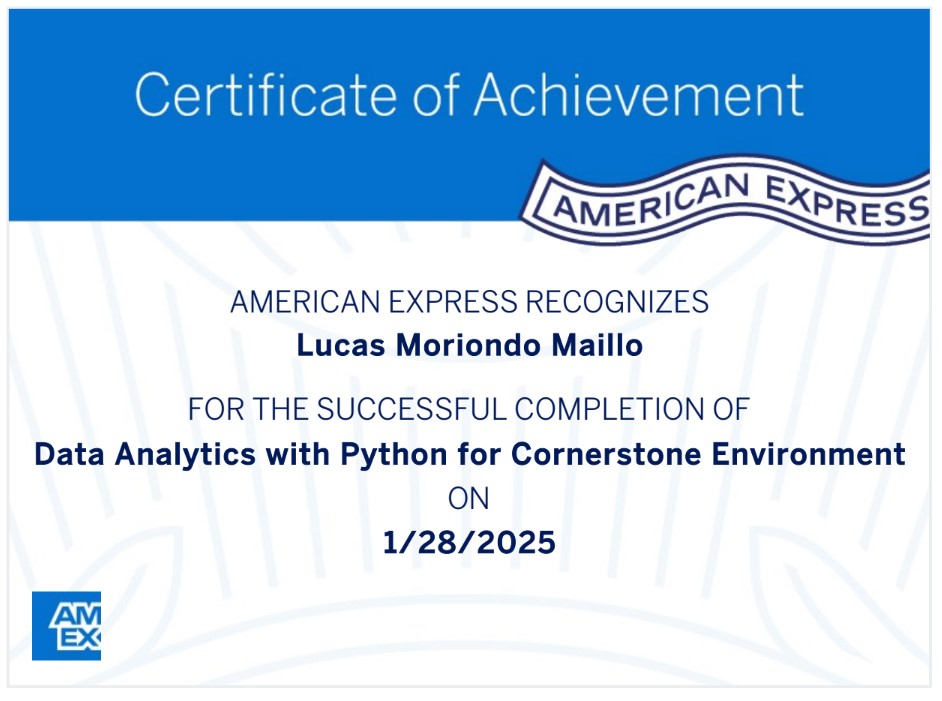 Certificate of Achievement
AMERICAN EXPRESS
AMERICAN EXPRESS RECOGNIZES
Lucas Moriondo Maillo
FOR THE SUCCESSFUL COMPLETION OF
Data Analytics with Python for Cornerstone Environment
ON
1/28/2025
AM
EX